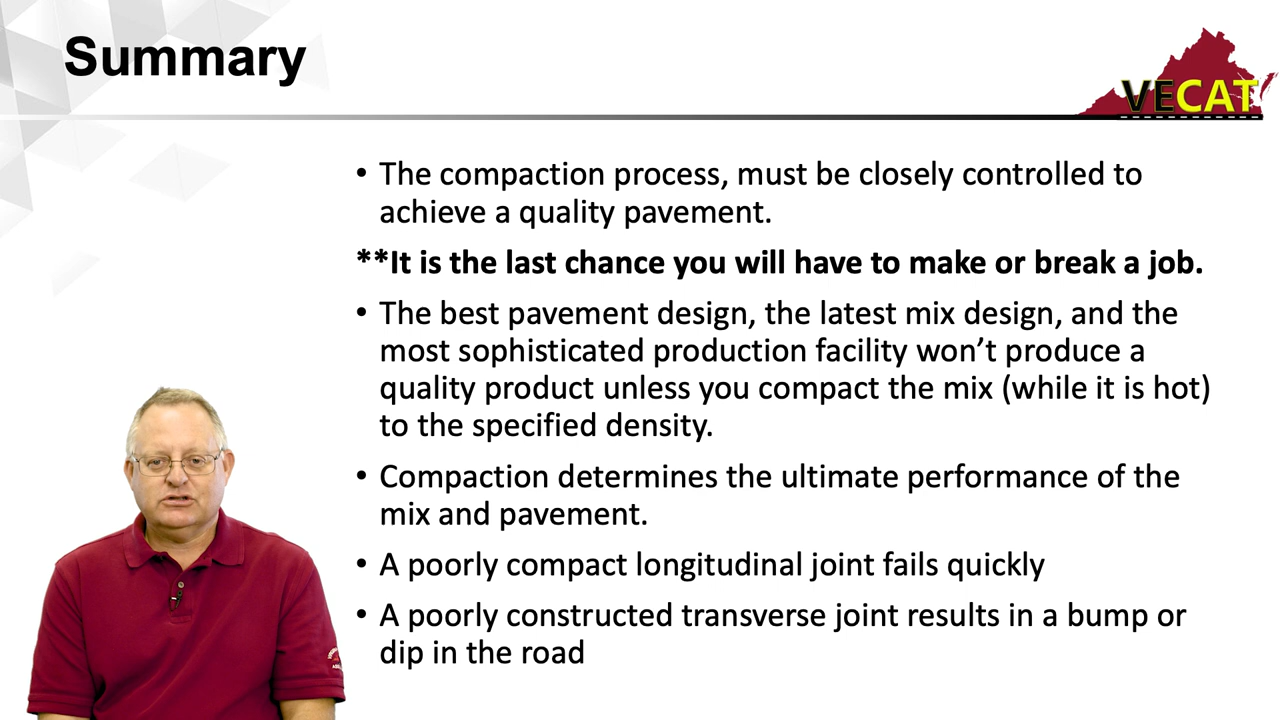 Summary
VECAT
• The compaction process, must be closely controlled to
achieve a quality pavement.
**It is the last chance you will have to make or break a job.
• The best pavement design, the latest mix design, and the
most sophisticated production facility won’t produce a
quality product unless you compact the mix (while it is hot)
to the specified density.
• Compaction determines the ultimate performance of the
mix and pavement.
• A poorly compact longitudinal joint fails quickly
• A poorly constructed transverse joint results in a bump or
dip in the road